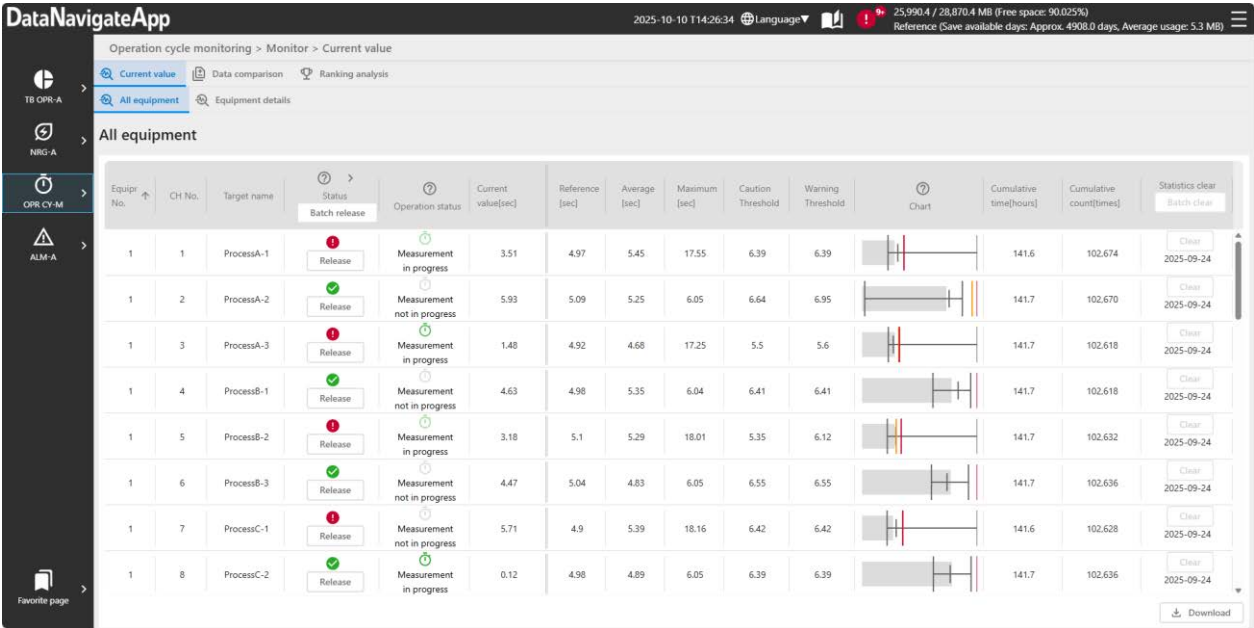 DataNavigateApp
2025-10-10 T14:26:34 Language▼
9+
25,990.4 / 28,870.4 MB (Free space: 90.025%)
Reference (Save available days: Approx. 4908.0 days, Average usage: 5.3 MB)
TB OPR-A
NRG-A
OPR CY-M
ALM-A
Favorite page
Operation cycle monitoring > Monitor > Current value
Current value Data comparison Ranking analysis
All equipment Equipment details
All equipment
Equipr No. CH No. Target name Status Batch release Operation status Current value[sec] Reference [sec] Average [sec] Maximum [sec] Caution Threshold Warning Threshold Chart Cumulative time[hours] Cumulative count[times] Statistics clear Batch clear
1 1 ProcessA-1 Release Measurement in progress 3.51 4.97 5.45 17.55 6.39 6.39 141.6 102,674 Clear 2025-09-24
1 2 ProcessA-2 Release Measurement not in progress 5.93 5.09 5.25 6.05 6.64 6.95 141.7 102,670 Clear 2025-09-24
1 3 ProcessA-3 Release Measurement in progress 1.48 4.92 4.68 17.25 5.5 5.6 141.7 102,618 Clear 2025-09-24
1 4 ProcessB-1 Release Measurement not in progress 4.63 4.98 5.35 6.04 6.41 6.41 141.7 102,618 Clear 2025-09-24
1 5 ProcessB-2 Release Measurement in progress 3.18 5.1 5.29 18.01 5.35 6.12 141.7 102,632 Clear 2025-09-24
1 6 ProcessB-3 Release Measurement not in progress 4.47 5.04 4.83 6.05 6.55 6.55 141.7 102,636 Clear 2025-09-24
1 7 ProcessC-1 Release Measurement not in progress 5.71 4.9 5.39 18.16 6.42 6.42 141.6 102,628 Clear 2025-09-24
1 8 ProcessC-2 Release Measurement in progress 0.12 4.98 4.89 6.05 6.39 6.39 141.7 102,636 Clear 2025-09-24
Download